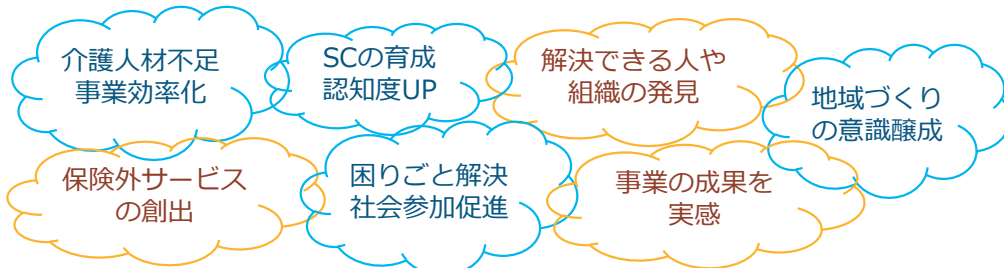 介護人材不足
事業効率化
SCの育成
認知度UP
解決できる人や
組織の発見
地域づくり
の意識醸成
保険外サービス
の創出
困りごと解決
社会参加促進
事業の成果を
実感